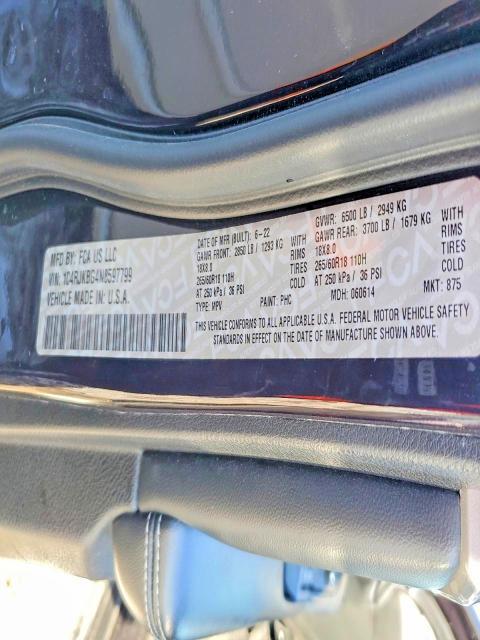 MFD BY: FCA US LLC
VIN: 1C4RJKBG4N8597799
VEHICLE MADE IN: U.S.A.
DATE OF MFR (BUILT): 6-22
GAWR FRONT: 2850 LB / 1293 KG
WITH
18X8.0
RIMS
265/60R18 110H
TIRES
AT 250 kPa / 36 PSI
COLD
TYPE: MPV
PAINT: PHC
GVWR: 6500 LB / 2949 KG
GAWR REAR: 3700 LB / 1679 KG
WITH
18X8.0
RIMS
265/60R18 110H
TIRES
AT 250 kPa / 36 PSI
COLD
MDH: 060614
MKT: 875
THIS VEHICLE CONFORMS TO ALL APPLICABLE U.S.A. FEDERAL MOTOR VEHICLE SAFETY
STANDARDS IN EFFECT ON THE DATE OF MANUFACTURE SHOWN ABOVE.